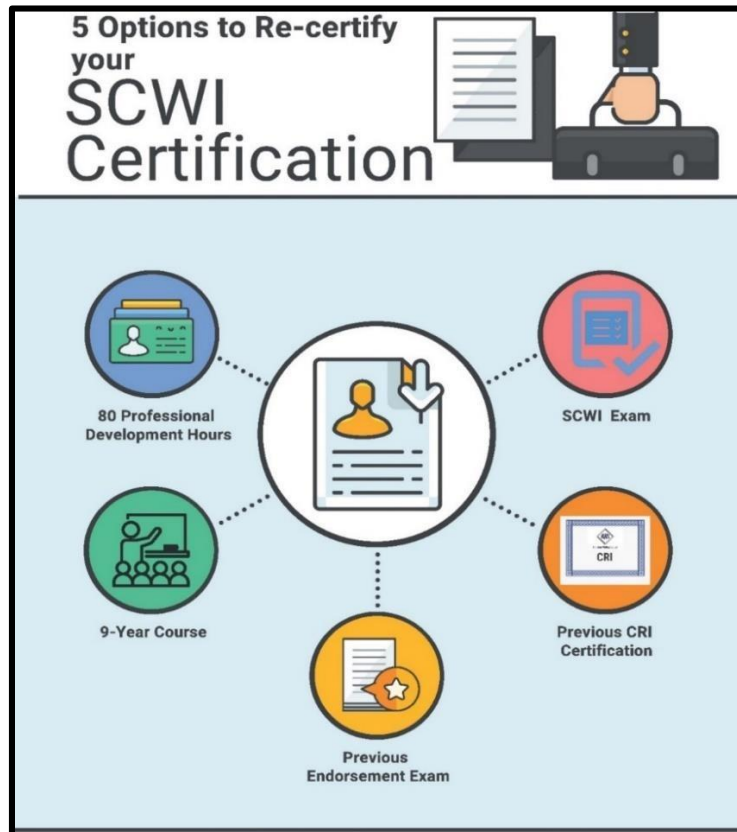 5 Options to Re-certify
your
SCWI
Certification
80 Professional
Development Hours
SCWI Exam
9-Year Course
Previous CRI
Certification
CRI
Previous
Endorsement Exam